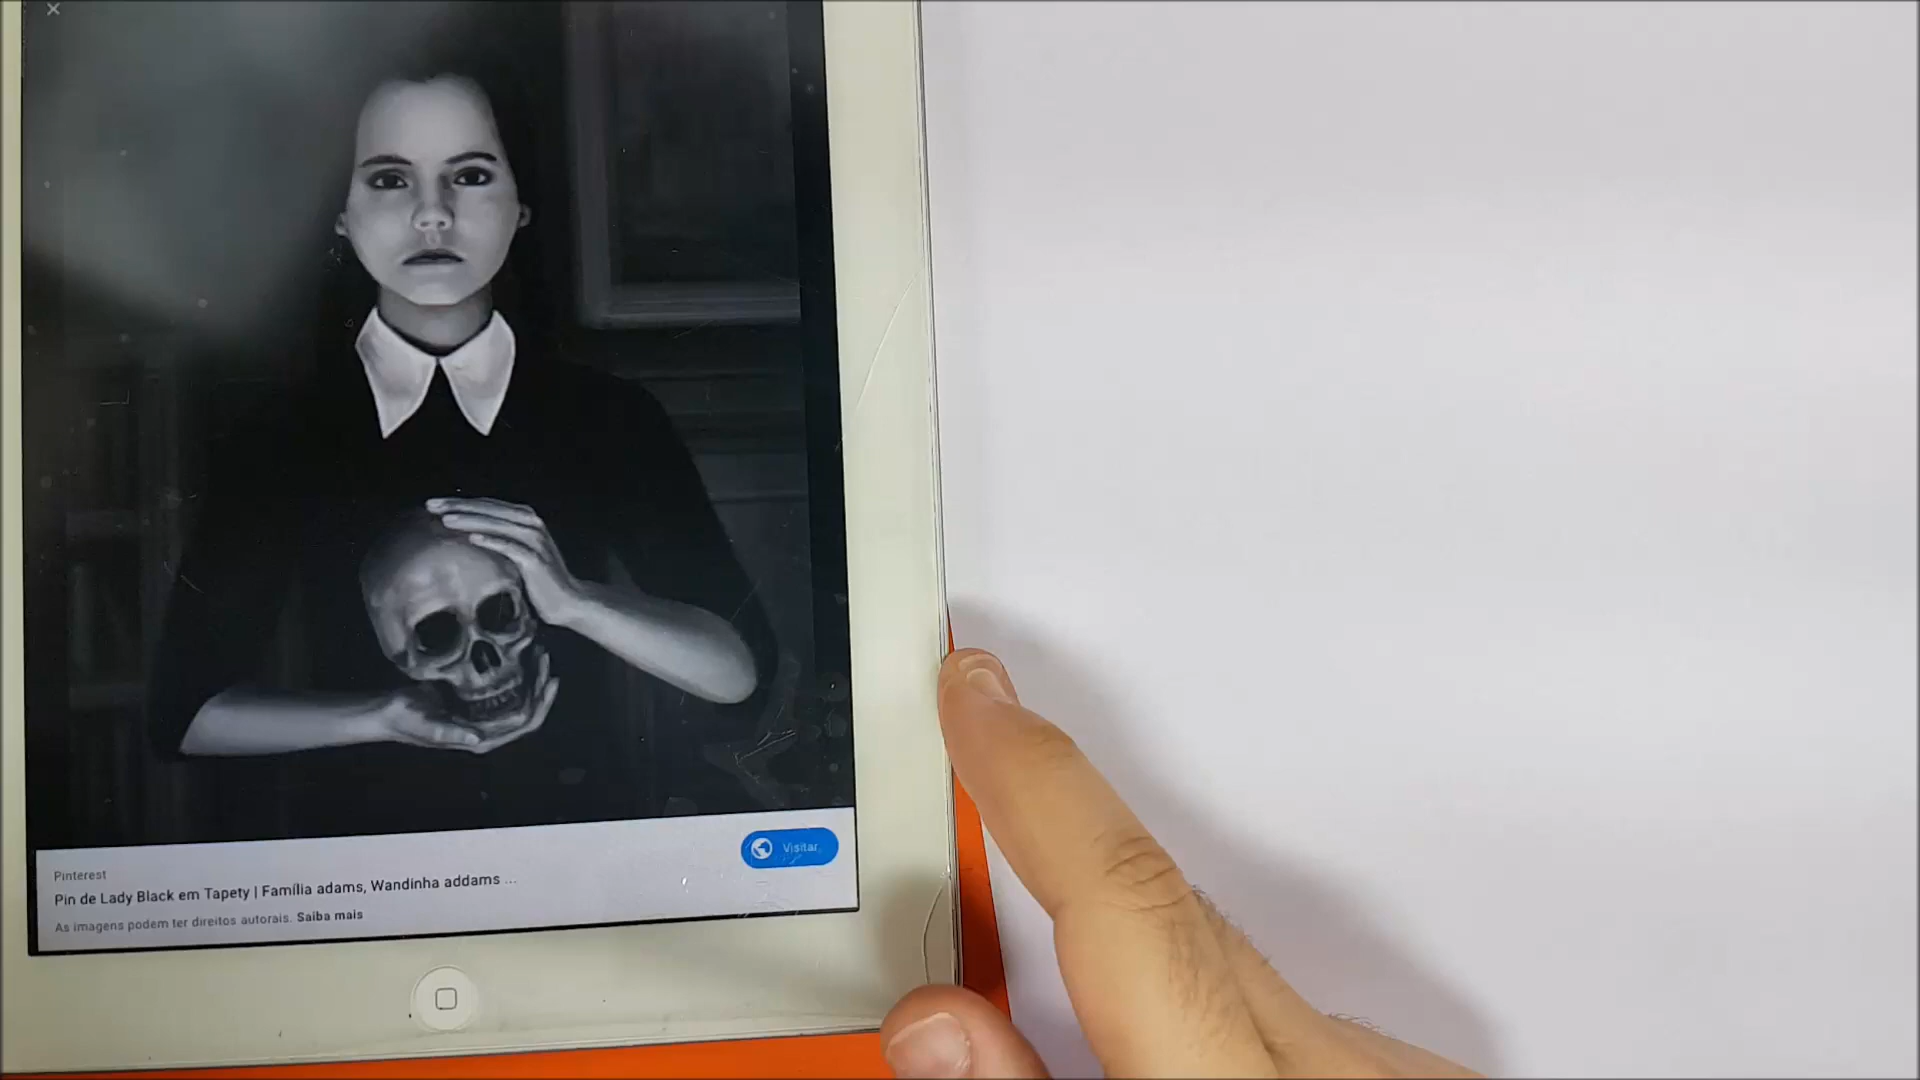 Visitar
Pinterest
Pin de Lady Black em Tapety | Família adams, Wandinha addams ...
As imagens podem ter direitos autorais. Saiba mais